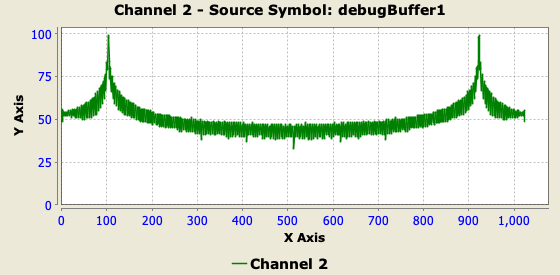 Channel 2 - Source Symbol: debugBuffer1
100
75
50
25
0
Y Axis
0 100 200 300 400 500 600 700 800 900 1,000
X Axis
Channel 2